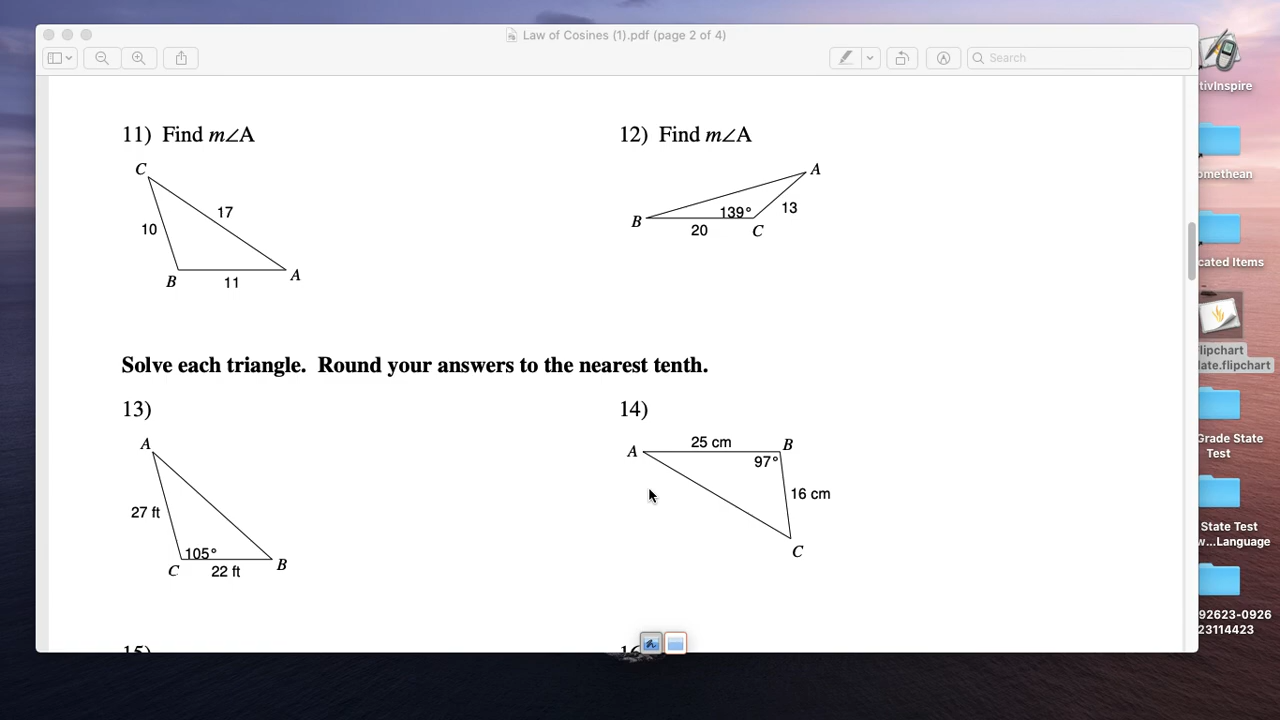 Law of Cosines (1).pdf (page 2 of 4)
Search
11) Find m∠A
C
17
10
B
11
A
12) Find m∠A
A
139°
13
B
20
C
Solve each triangle. Round your answers to the nearest tenth.
13)
A
27 ft
105°
C
22 ft
B
14)
25 cm
A
B
97°
16 cm
C
15)
tivInspire
omethean
cated Items
lipchart
late.flipchart
Grade State
Test
State Test
w...Language
92623-0926
23114423